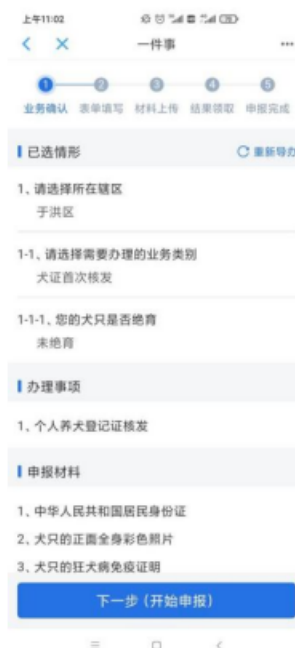 上午11:02
一件事
1 2 3 4 5
业务确认 表单填写 材料上传 结果领取 申报完成
已选情形 重新导办
1、请选择所在辖区
于洪区
1-1、请选择需要办理的业务类别
犬证首次核发
1-1-1、您的犬只是否绝育
未绝育
办理事项
1、个人养犬登记证核发
申报材料
1、中华人民共和国居民身份证
2、犬只的正面全身彩色照片
3、犬只的狂犬病免疫证明
下一步（开始申报）